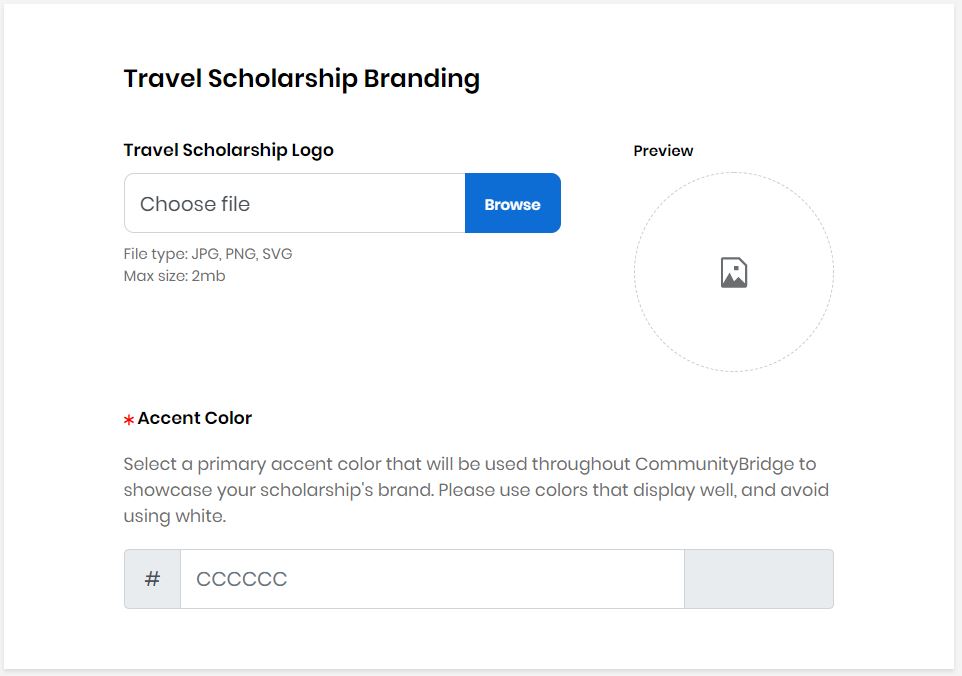 Travel Scholarship Branding
Travel Scholarship Logo
Preview
Choose file
Browse
File type: JPG, PNG, SVG
Max size: 2mb
* Accent Color
Select a primary accent color that will be used throughout CommunityBridge to
showcase your scholarship's brand. Please use colors that display well, and avoid
using white.
# CCCCCC